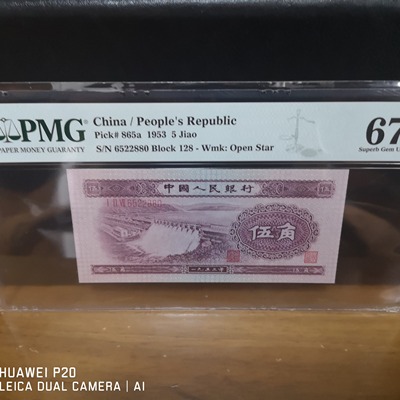 PMG
PAPER MONEY GUARANTY
China / People's Republic
Pick# 865a 1953 5 Jiao
S/N 6522880 Block 128 - Wmk: Open Star
67
Superb Gem U
中國人民銀行
伍角
一九五三年
HUAWEI P20
LEICA DUAL CAMERA | AI